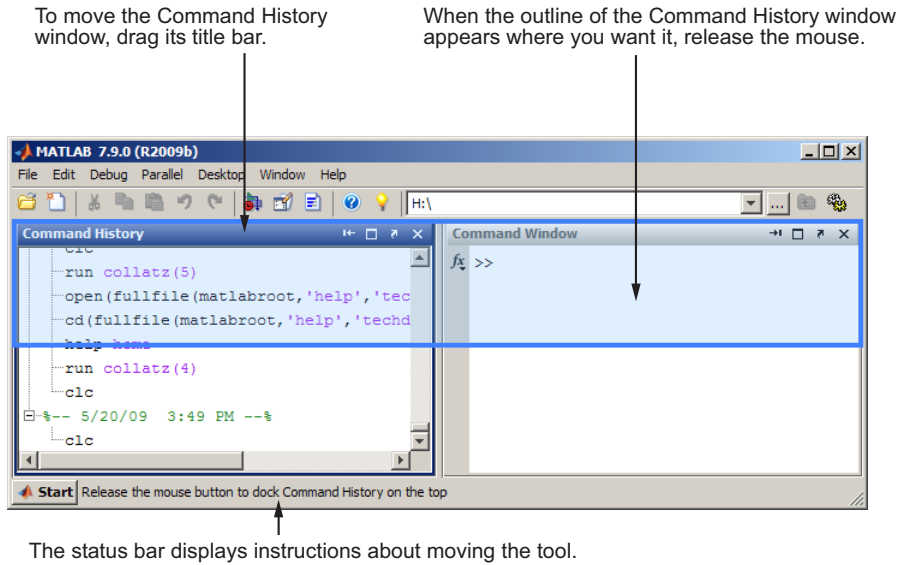 To move the Command History
window, drag its title bar.
When the outline of the Command History window
appears where you want it, release the mouse.
MATLAB 7.9.0 (R2009b)
File Edit Debug Parallel Desktop Window Help
H:\
...
Command History
clc
run collatz(5)
open(fullfile(matlabroot,'help','tec
cd(fullfile(matlabroot,'help','techd
help home
run collatz(4)
clc
%-- 5/20/09 3:49 PM --%
clc
Command Window
fx >>
Start Release the mouse button to dock Command History on the top
The status bar displays instructions about moving the tool.